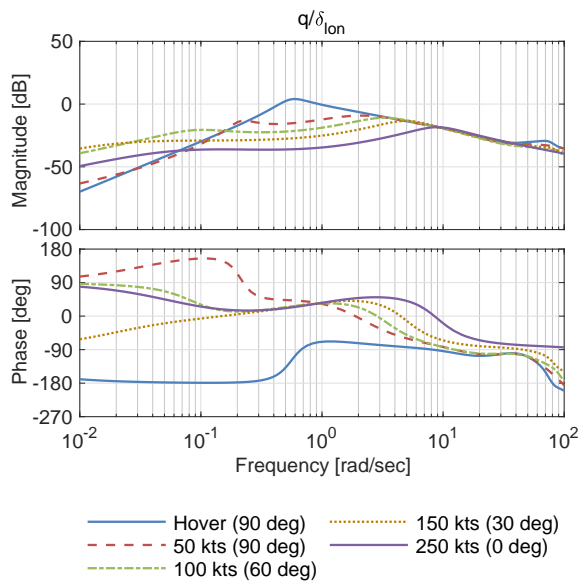 q/δlon
50
0
-50
-100
Magnitude [dB]
180
90
0
-90
-180
-270
Phase [deg]
10-2 10-1 100 101 102
Frequency [rad/sec]
Hover (90 deg)
50 kts (90 deg)
100 kts (60 deg)
150 kts (30 deg)
250 kts (0 deg)